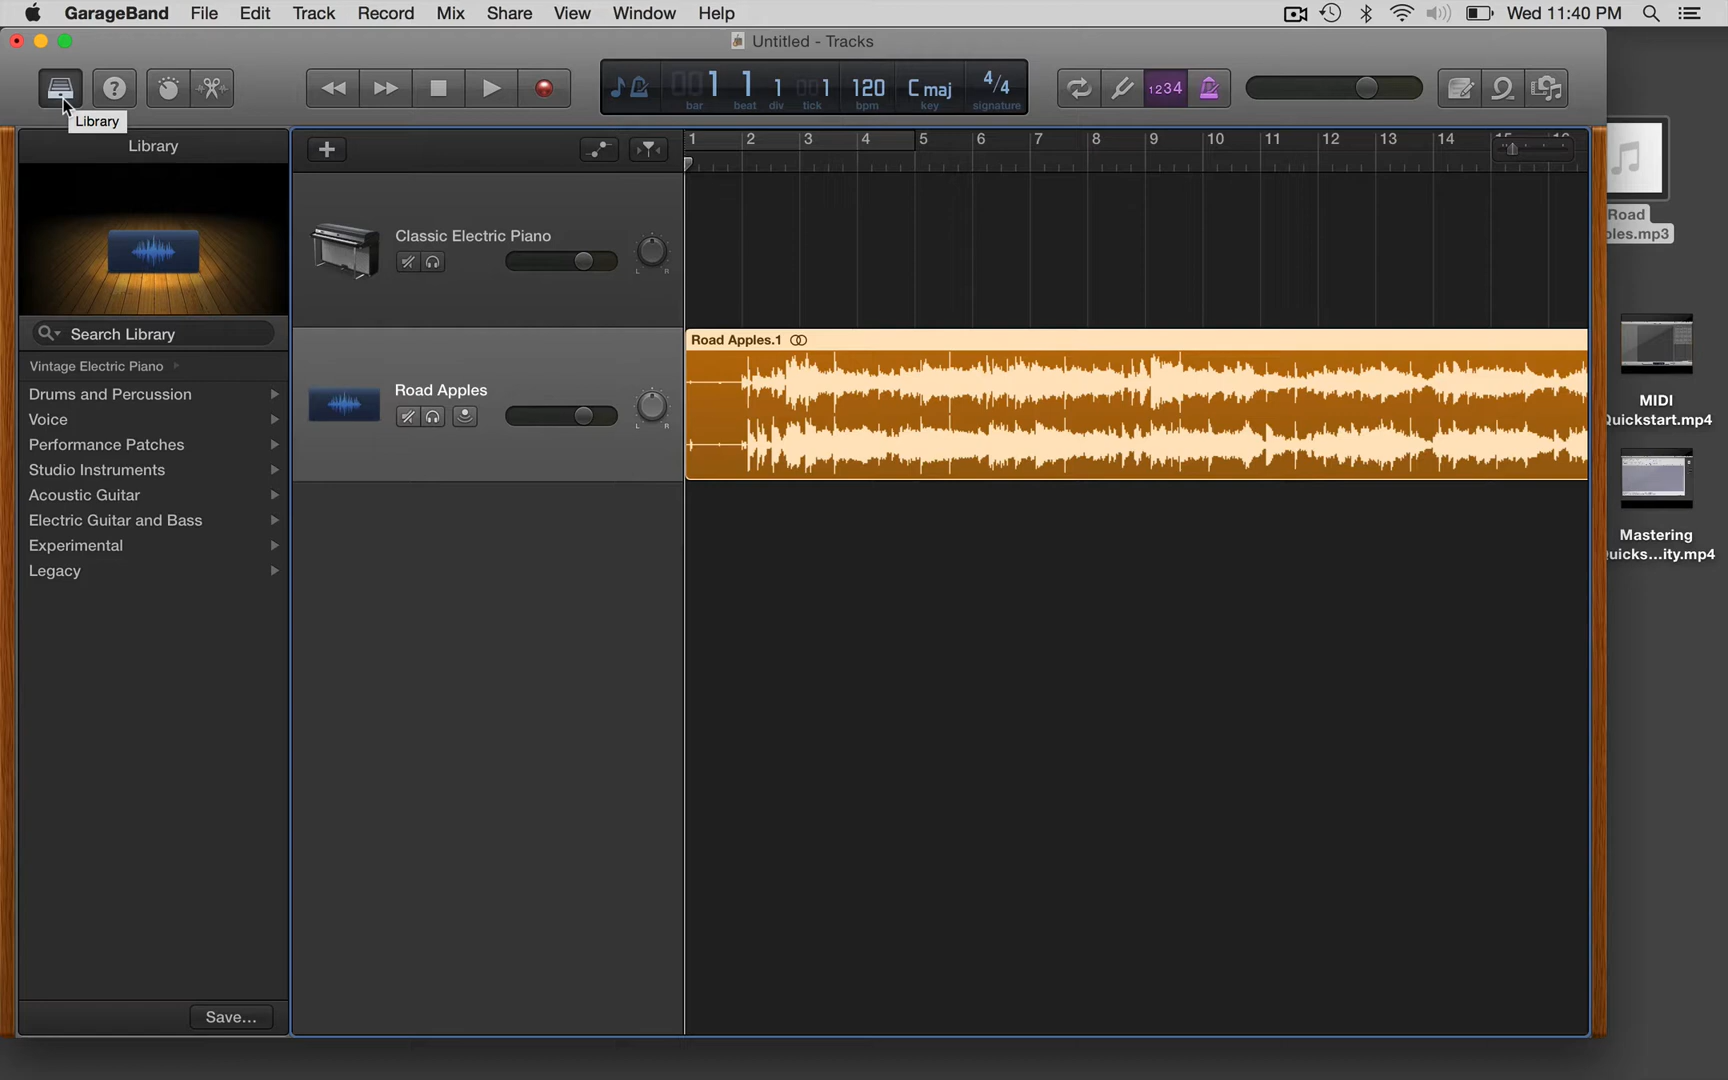 GarageBand File Edit Track Record Mix Share View Window Help Wed 11:40 PM
Untitled - Tracks
1 1 1 1 120 C maj 4/4
bar beat div tick bpm key signature
1234
Library
Library
1 2 3 4 5 6 7 8 9 10 11 12 13 14
Search Library
Vintage Electric Piano
Drums and Percussion
Voice
Performance Patches
Studio Instruments
Acoustic Guitar
Electric Guitar and Bass
Experimental
Legacy
Save...
Classic Electric Piano
L R
Road Apples
L R
Road Apples.1
Road
ples.mp3
MIDI
Quickstart.mp4
Mastering
Quicks...ity.mp4